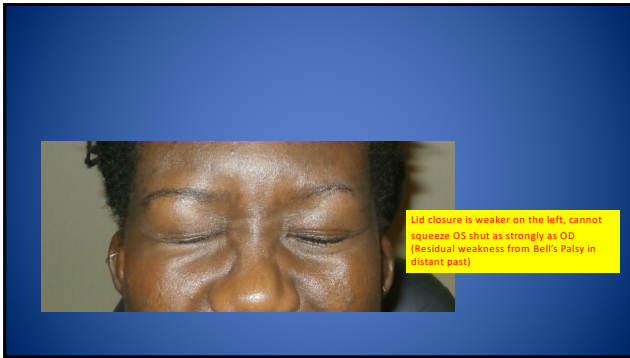 Lid closure is weaker on the left, cannot
squeeze OS shut as strongly as OD
(Residual weakness from Bell's Palsy in
distant past)